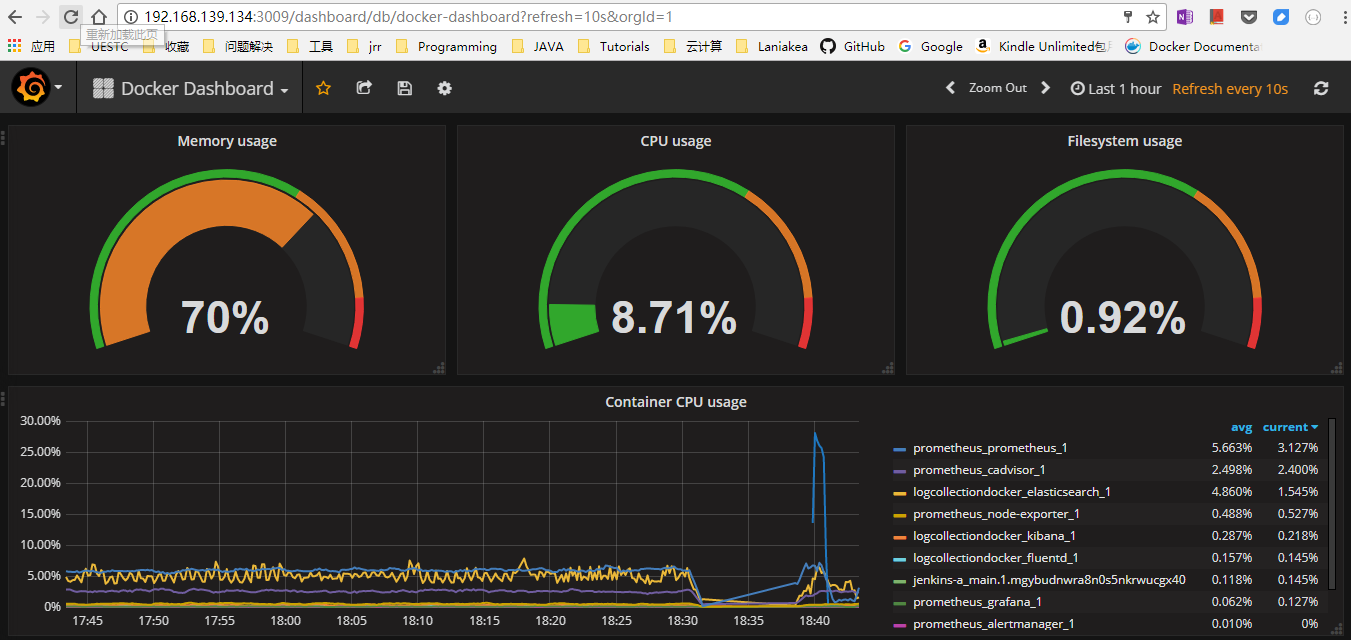 192.168.139.134:3009/dashboard/db/docker-dashboard?refresh=10s&orgId=1
重新加载此页
应用 UESTC 收藏 问题解决 工具 jrr Programming JAVA Tutorials 云计算 Laniakea GitHub Google Kindle Unlimited包 Docker Documenta
Docker Dashboard Zoom Out Last 1 hour Refresh every 10s
Memory usage CPU usage Filesystem usage
70% 8.71% 0.92%
Container CPU usage
30.00%
25.00%
20.00%
15.00%
10.00%
5.00%
0%
17:45 17:50 17:55 18:00 18:05 18:10 18:15 18:20 18:25 18:30 18:35 18:40
avg current
prometheus_prometheus_1 5.663% 3.127%
prometheus_cadvisor_1 2.498% 2.400%
logcollectiondocker_elasticsearch_1 4.860% 1.545%
prometheus_node-exporter_1 0.488% 0.527%
logcollectiondocker_kibana_1 0.287% 0.218%
logcollectiondocker_fluentd_1 0.157% 0.145%
jenkins-a_main.1.mgybudnwra8n0s5nkrwucgx40 0.118% 0.145%
prometheus_grafana_1 0.062% 0.127%
prometheus_alertmanager_1 0.010% 0%